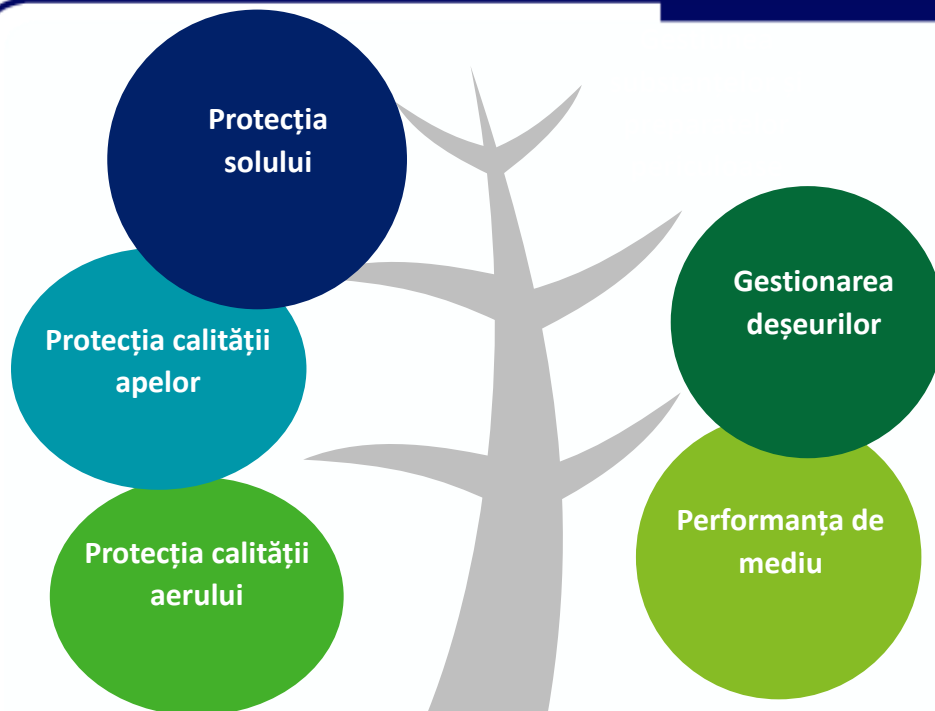 Protecția
solului
Protecția calității
apelor
Protecția calității
aerului
Gestionarea
deșeurilor
Performanța de
mediu